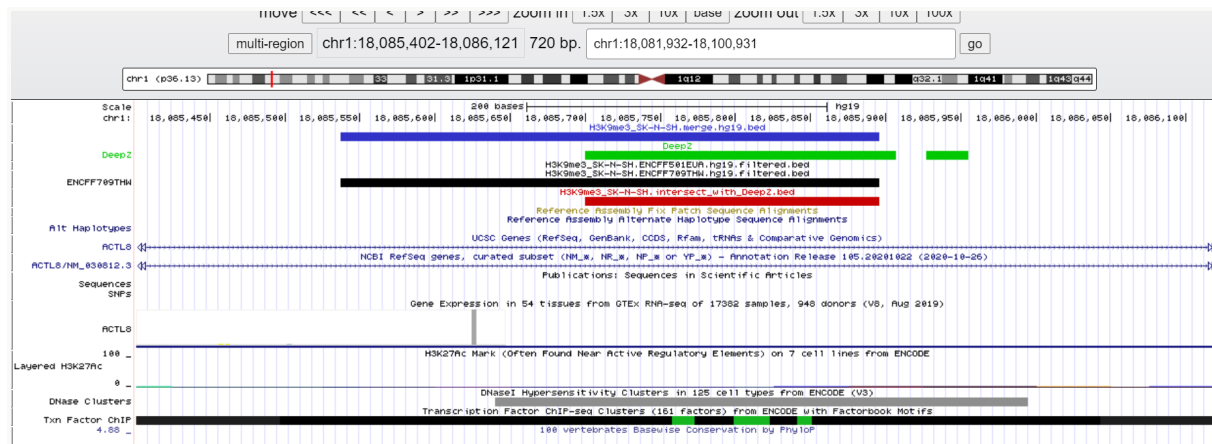 move <<< << < > >> >>> zoom in 1.5x 3x 10x base zoom out 1.5x 3x 10x 100x
multi-region chr1:18,085,402-18,086,121 720 bp. chr1:18,081,932-18,100,931 go
chr1 (p36.13) 33 31.3 1p31.1 1q12 q32.1 1q41 1q43 q44
Scale 200 bases hg19
chr1: 18,085,450| 18,085,500| 18,085,550| 18,085,600| 18,085,650| 18,085,700| 18,085,750| 18,085,800| 18,085,850| 18,085,900| 18,085,950| 18,086,000| 18,086,050| 18,086,100|
H3K9me3_SK-N-SH.merge.hg19.bed
DeepZ
DeepZ
H3K9me3_SK-N-SH.ENCFF501EUA.hg19.filtered.bed
H3K9me3_SK-N-SH.ENCFF709THW.hg19.filtered.bed
ENCFF709THW
H3K9me3_SK-N-SH.intersect_with_DeepZ.bed
Reference Assembly Fix Patch Sequence Alignments
Reference Assembly Alternate Haplotype Sequence Alignments
Alt Haplotypes
UCSC Genes (RefSeq, GenBank, CCDS, Rfam, tRNAs & Comparative Genomics)
ACTL8
NCBI RefSeq genes, curated subset (NM_*, NR_*, NP_* or YP_*) - Annotation Release 105.20201022 (2020-10-26)
ACTL8/NM_030812.3
Publications: Sequences in Scientific Articles
Sequences
SNPs
Gene Expression in 54 tissues from GTEx RNA-seq of 17382 samples, 948 donors (V8, Aug 2019)
ACTL8
100 _ H3K27Ac Mark (Often Found Near Active Regulatory Elements) on 7 cell lines from ENCODE
Layered H3K27Ac
0 _
DNaseI Hypersensitivity Clusters in 125 cell types from ENCODE (V3)
DNase Clusters
Transcription Factor ChIP-seq Clusters (161 factors) from ENCODE with Factorbook Motifs
Txn Factor ChIP
4.88 _ 100 vertebrates Basewise Conservation by PhyloP